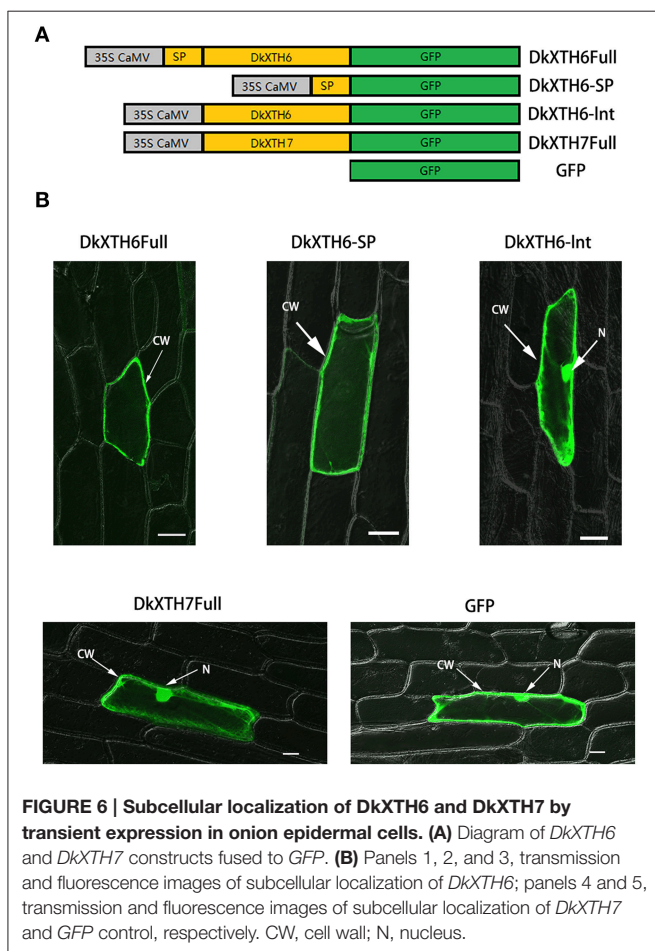 A
35S CaMV SP DkXTH6 GFP DkXTH6Full
35S CaMV SP GFP DkXTH6-SP
35S CaMV DkXTH6 GFP DkXTH6-Int
35S CaMV DkXTH7 GFP DkXTH7Full
GFP GFP
B
DkXTH6Full DkXTH6-SP DkXTH6-Int
CW CW CW N
DkXTH7Full GFP
CW N CW N
FIGURE 6 | Subcellular localization of DkXTH6 and DkXTH7 by
transient expression in onion epidermal cells. (A) Diagram of DkXTH6
and DkXTH7 constructs fused to GFP. (B) Panels 1, 2, and 3, transmission
and fluorescence images of subcellular localization of DkXTH6; panels 4 and 5,
transmission and fluorescence images of subcellular localization of DkXTH7
and GFP control, respectively. CW, cell wall; N, nucleus.